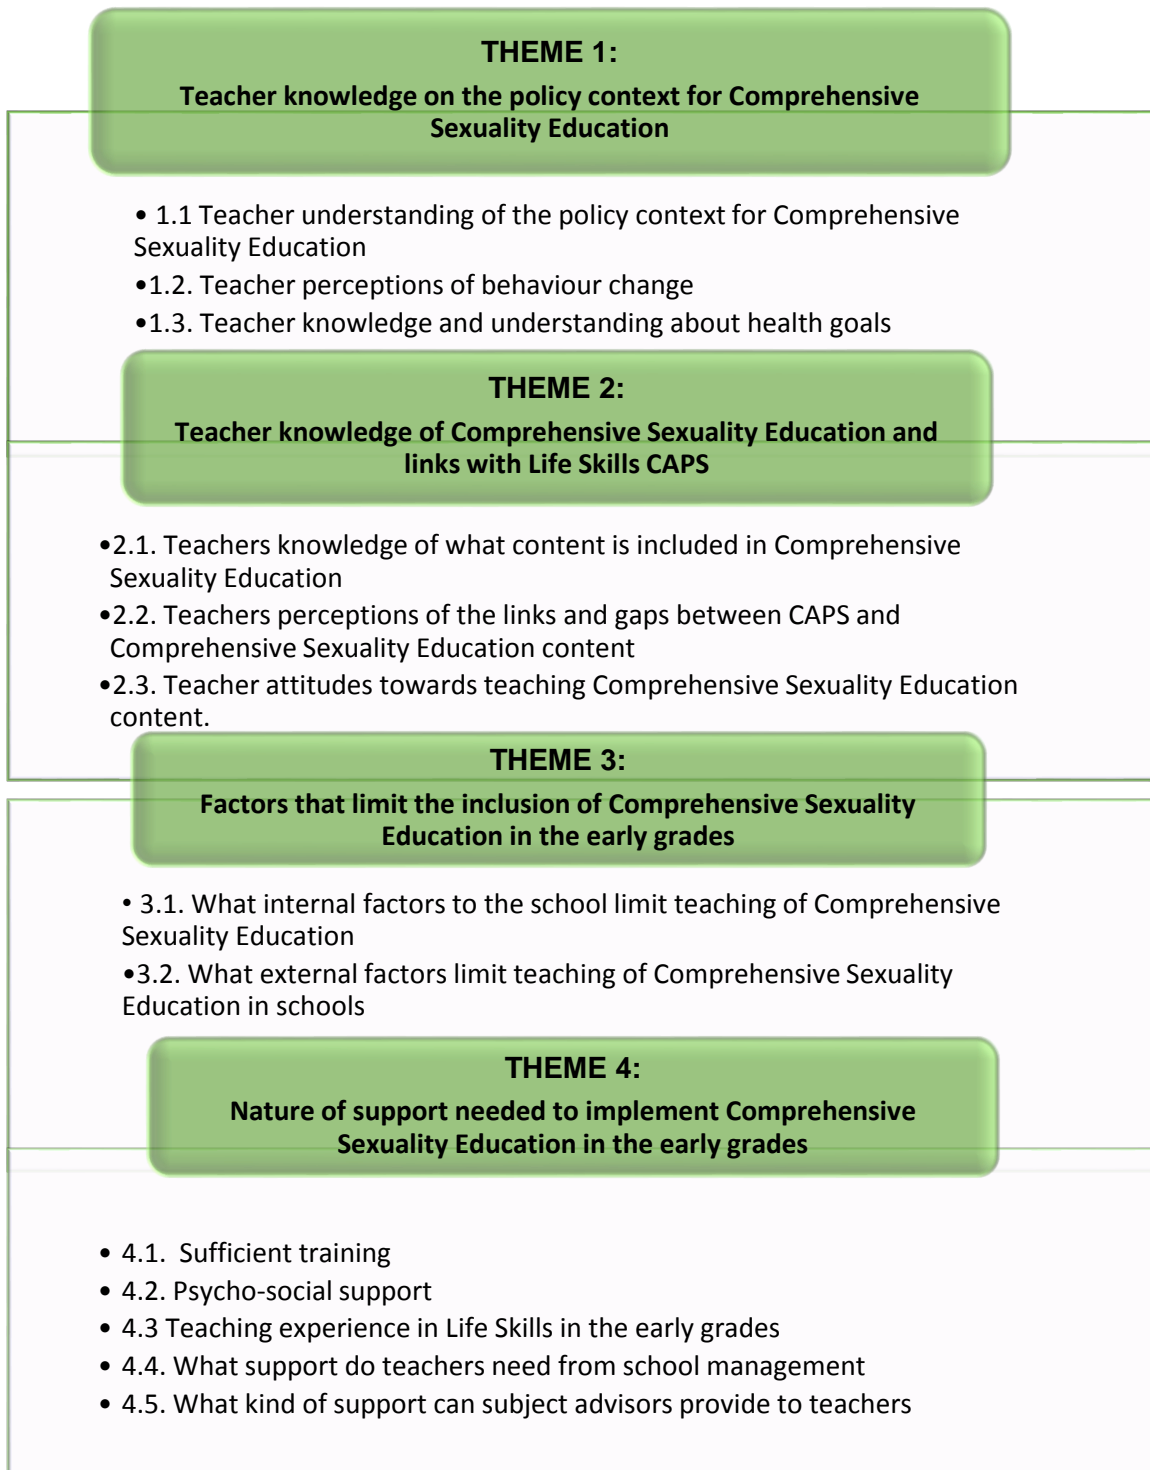 THEME 1:
Teacher knowledge on the policy context for Comprehensive
Sexuality Education
• 1.1 Teacher understanding of the policy context for Comprehensive
Sexuality Education
•1.2. Teacher perceptions of behaviour change
•1.3. Teacher knowledge and understanding about health goals
THEME 2:
Teacher knowledge of Comprehensive Sexuality Education and
links with Life Skills CAPS
•2.1. Teachers knowledge of what content is included in Comprehensive
Sexuality Education
•2.2. Teachers perceptions of the links and gaps between CAPS and
Comprehensive Sexuality Education content
•2.3. Teacher attitudes towards teaching Comprehensive Sexuality Education
content.
THEME 3:
Factors that limit the inclusion of Comprehensive Sexuality
Education in the early grades
• 3.1. What internal factors to the school limit teaching of Comprehensive
Sexuality Education
•3.2. What external factors limit teaching of Comprehensive Sexuality
Education in schools
THEME 4:
Nature of support needed to implement Comprehensive
Sexuality Education in the early grades
• 4.1. Sufficient training
• 4.2. Psycho-social support
• 4.3 Teaching experience in Life Skills in the early grades
• 4.4. What support do teachers need from school management
• 4.5. What kind of support can subject advisors provide to teachers